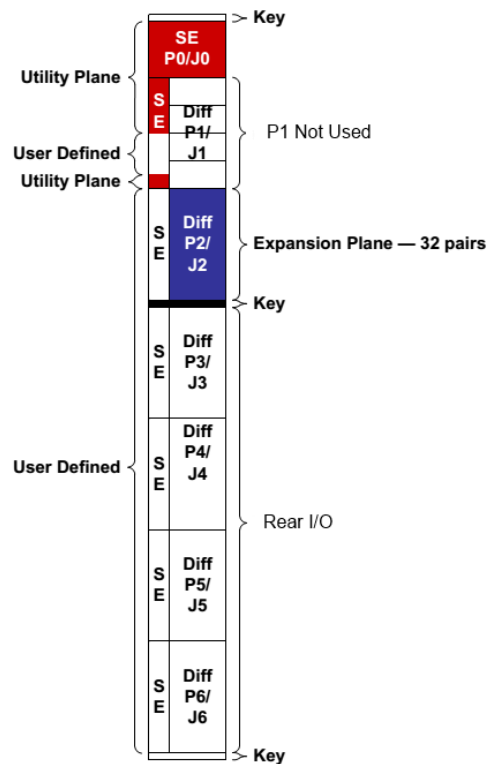 Key
SE
P0/J0
Utility Plane
S
E
Diff
P1/
J1
P1 Not Used
User Defined
Utility Plane
S
E
Diff
P2/
J2
Expansion Plane — 32 pairs
Key
S
E
Diff
P3/
J3
S
E
Diff
P4/
J4
User Defined
Rear I/O
S
E
Diff
P5/
J5
S
E
Diff
P6/
J6
Key